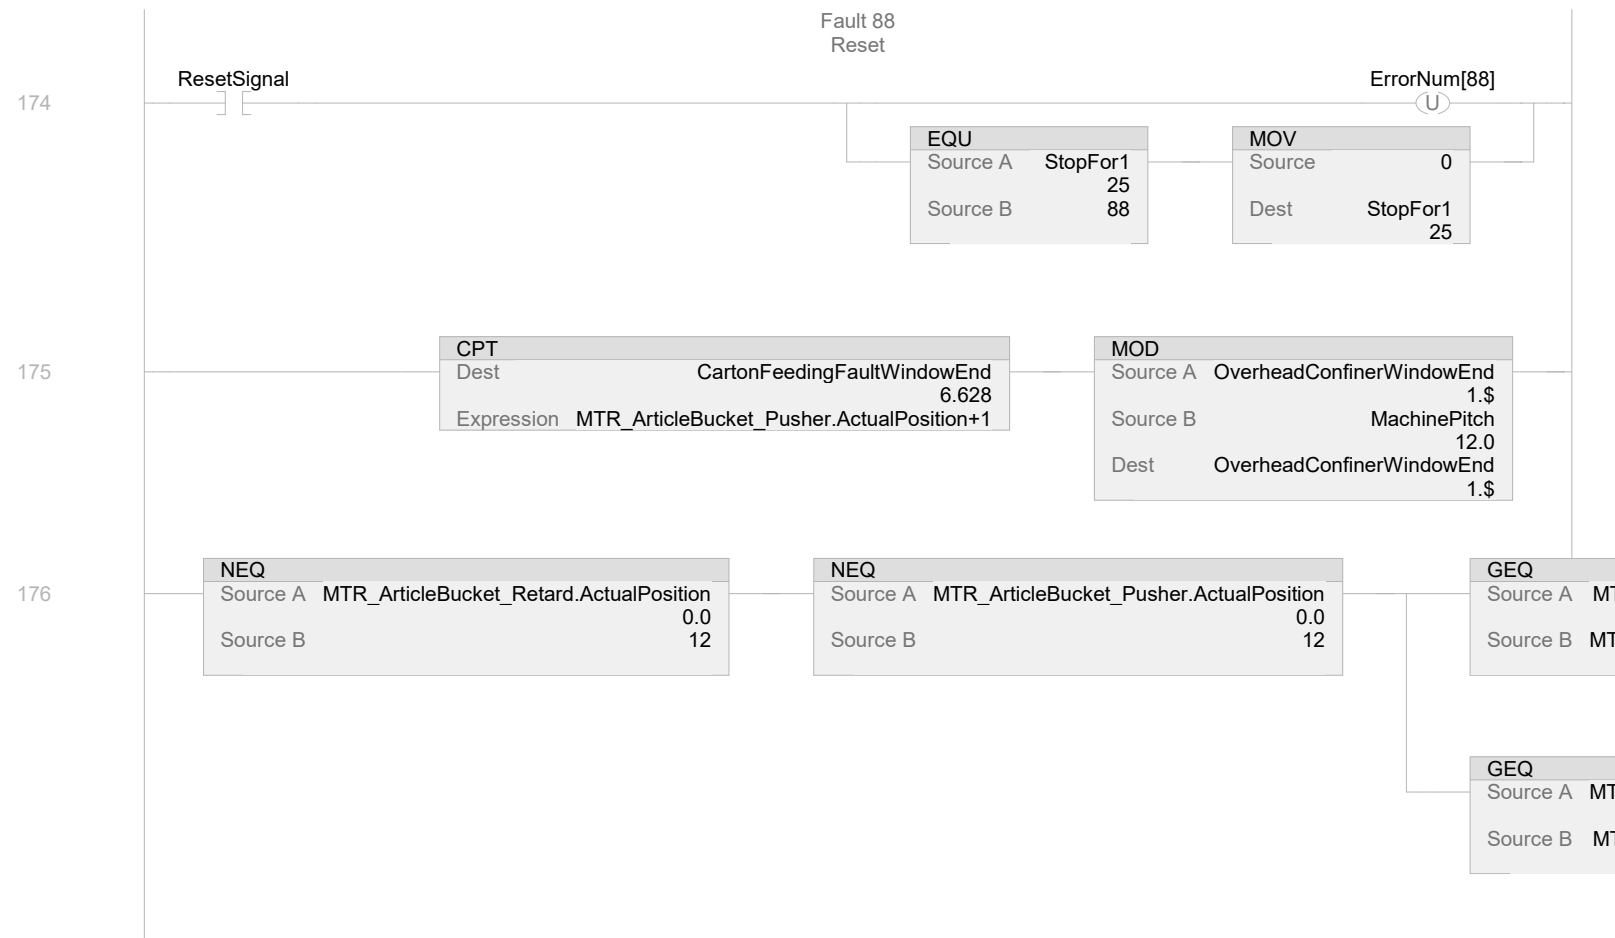 Fault 88
Reset
ResetSignal
ErrorNum[88]
174
U
EQU
Source A StopFor1
25
Source B 88
MOV
Source 0
Dest StopFor1
25
175
CPT
Dest CartonFeedingFaultWindowEnd
6.628
Expression MTR_ArticleBucket_Pusher.ActualPosition+1
MOD
Source A OverheadConfinerWindowEnd
1.$
Source B MachinePitch
12.0
Dest OverheadConfinerWindowEnd
1.$
176
NEQ
Source A MTR_ArticleBucket_Retard.ActualPosition
0.0
Source B 12
NEQ
Source A MTR_ArticleBucket_Pusher.ActualPosition
0.0
Source B 12
GEQ
Source A
Source B
GEQ
Source A
Source B